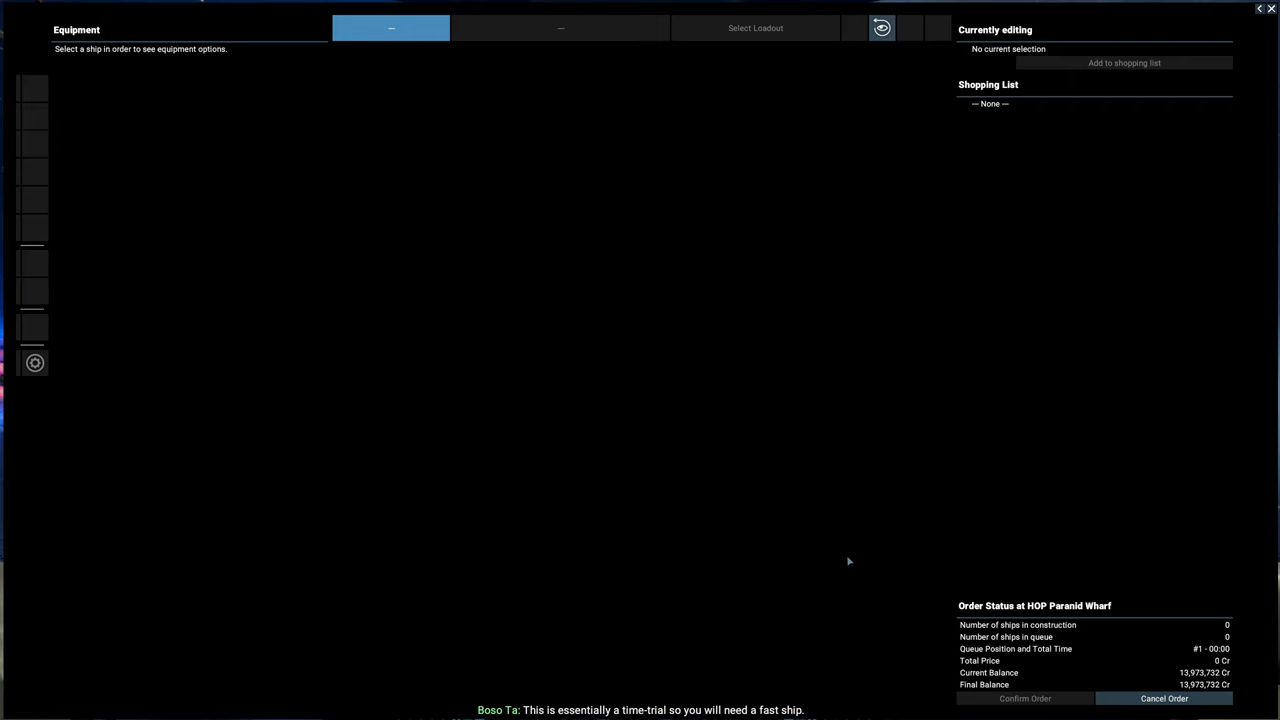 Equipment
Select a ship in order to see equipment options.
—
—
Select Loadout
Currently editing
No current selection
Add to shopping list
Shopping List
— None —
Order Status at HOP Paranid Wharf
Number of ships in construction 0
Number of ships in queue 0
Queue Position and Total Time #1 - 00:00
Total Price 0 Cr
Current Balance 13,973,732 Cr
Final Balance 13,973,732 Cr
Confirm Order
Cancel Order
Boso Ta: This is essentially a time-trial so you will need a fast ship.